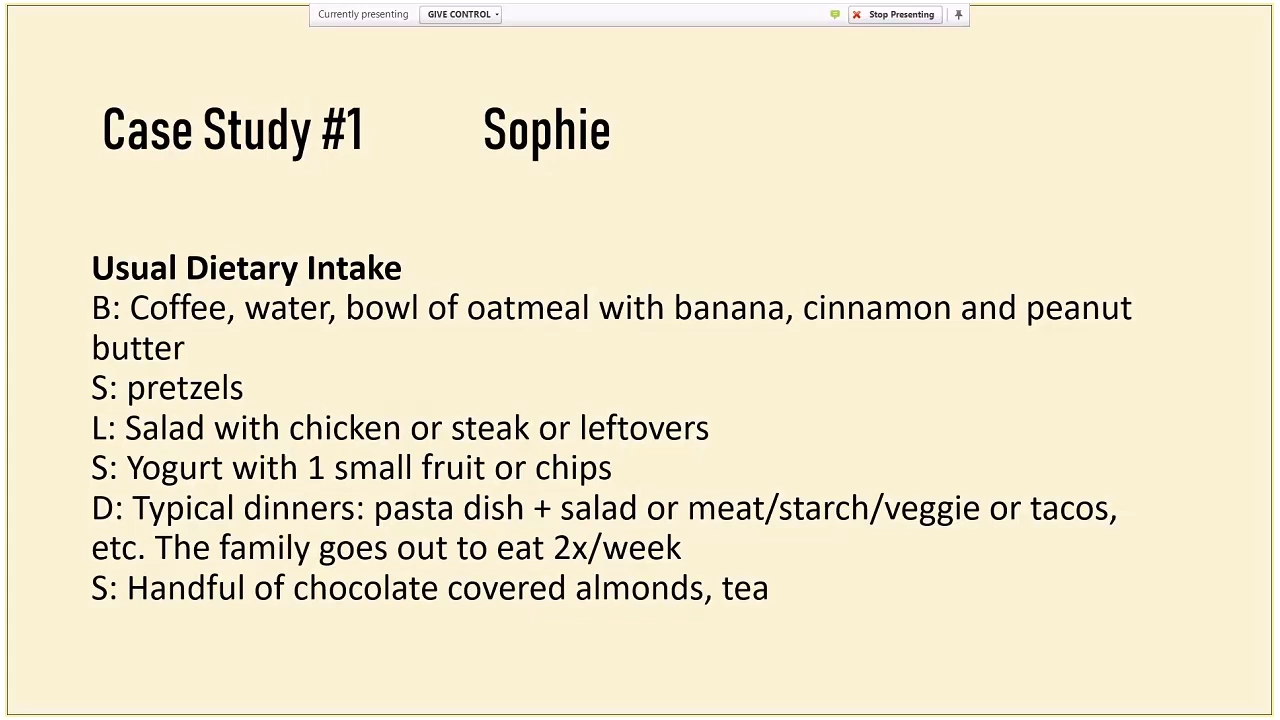 Currently presenting GIVE CONTROL Stop Presenting
Case Study #1 Sophie
Usual Dietary Intake
B: Coffee, water, bowl of oatmeal with banana, cinnamon and peanut
butter
S: pretzels
L: Salad with chicken or steak or leftovers
S: Yogurt with 1 small fruit or chips
D: Typical dinners: pasta dish + salad or meat/starch/veggie or tacos,
etc. The family goes out to eat 2x/week
S: Handful of chocolate covered almonds, tea